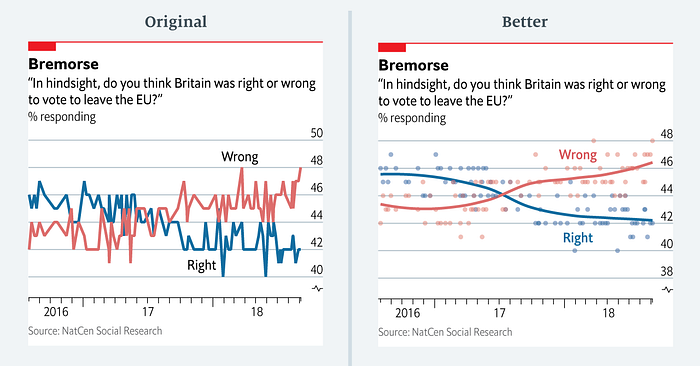 Original
Bremorse
“In hindsight, do you think Britain was right or wrong
to vote to leave the EU?”
% responding
50
48
Wrong
46
44
42
Right
40
2016 17 18
Source: NatCen Social Research
Better
Bremorse
“In hindsight, do you think Britain was right or wrong
to vote to leave the EU?”
% responding
48
Wrong
46
44
42
Right
40
38
2016 17 18
Source: NatCen Social Research